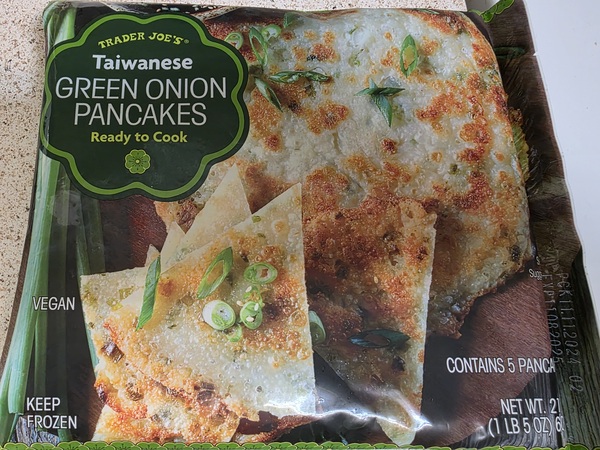 TRADER JOE'S®
Taiwanese
GREEN ONION
PANCAKES
Ready to Cook
VEGAN
CONTAINS 5 PANCA
KEEP
FROZEN
NET WT. 2
(1 LB 5 OZ) 6